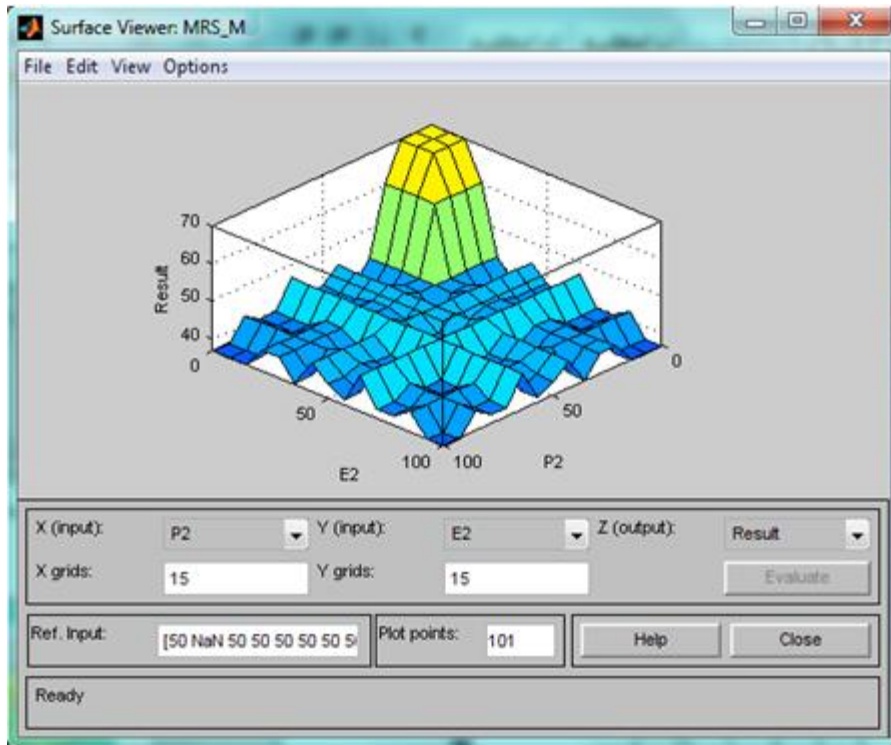 Surface Viewer: MRS_M
File Edit View Options
70
60
50
40
Result
0
50
100
E2
100
50
0
P2
X (input): P2 Y (input): E2 Z (output): Result
X grids: 15 Y grids: 15 Evaluate
Ref. Input: [50 NaN 50 50 50 50 50 Plot points: 101 Help Close
Ready